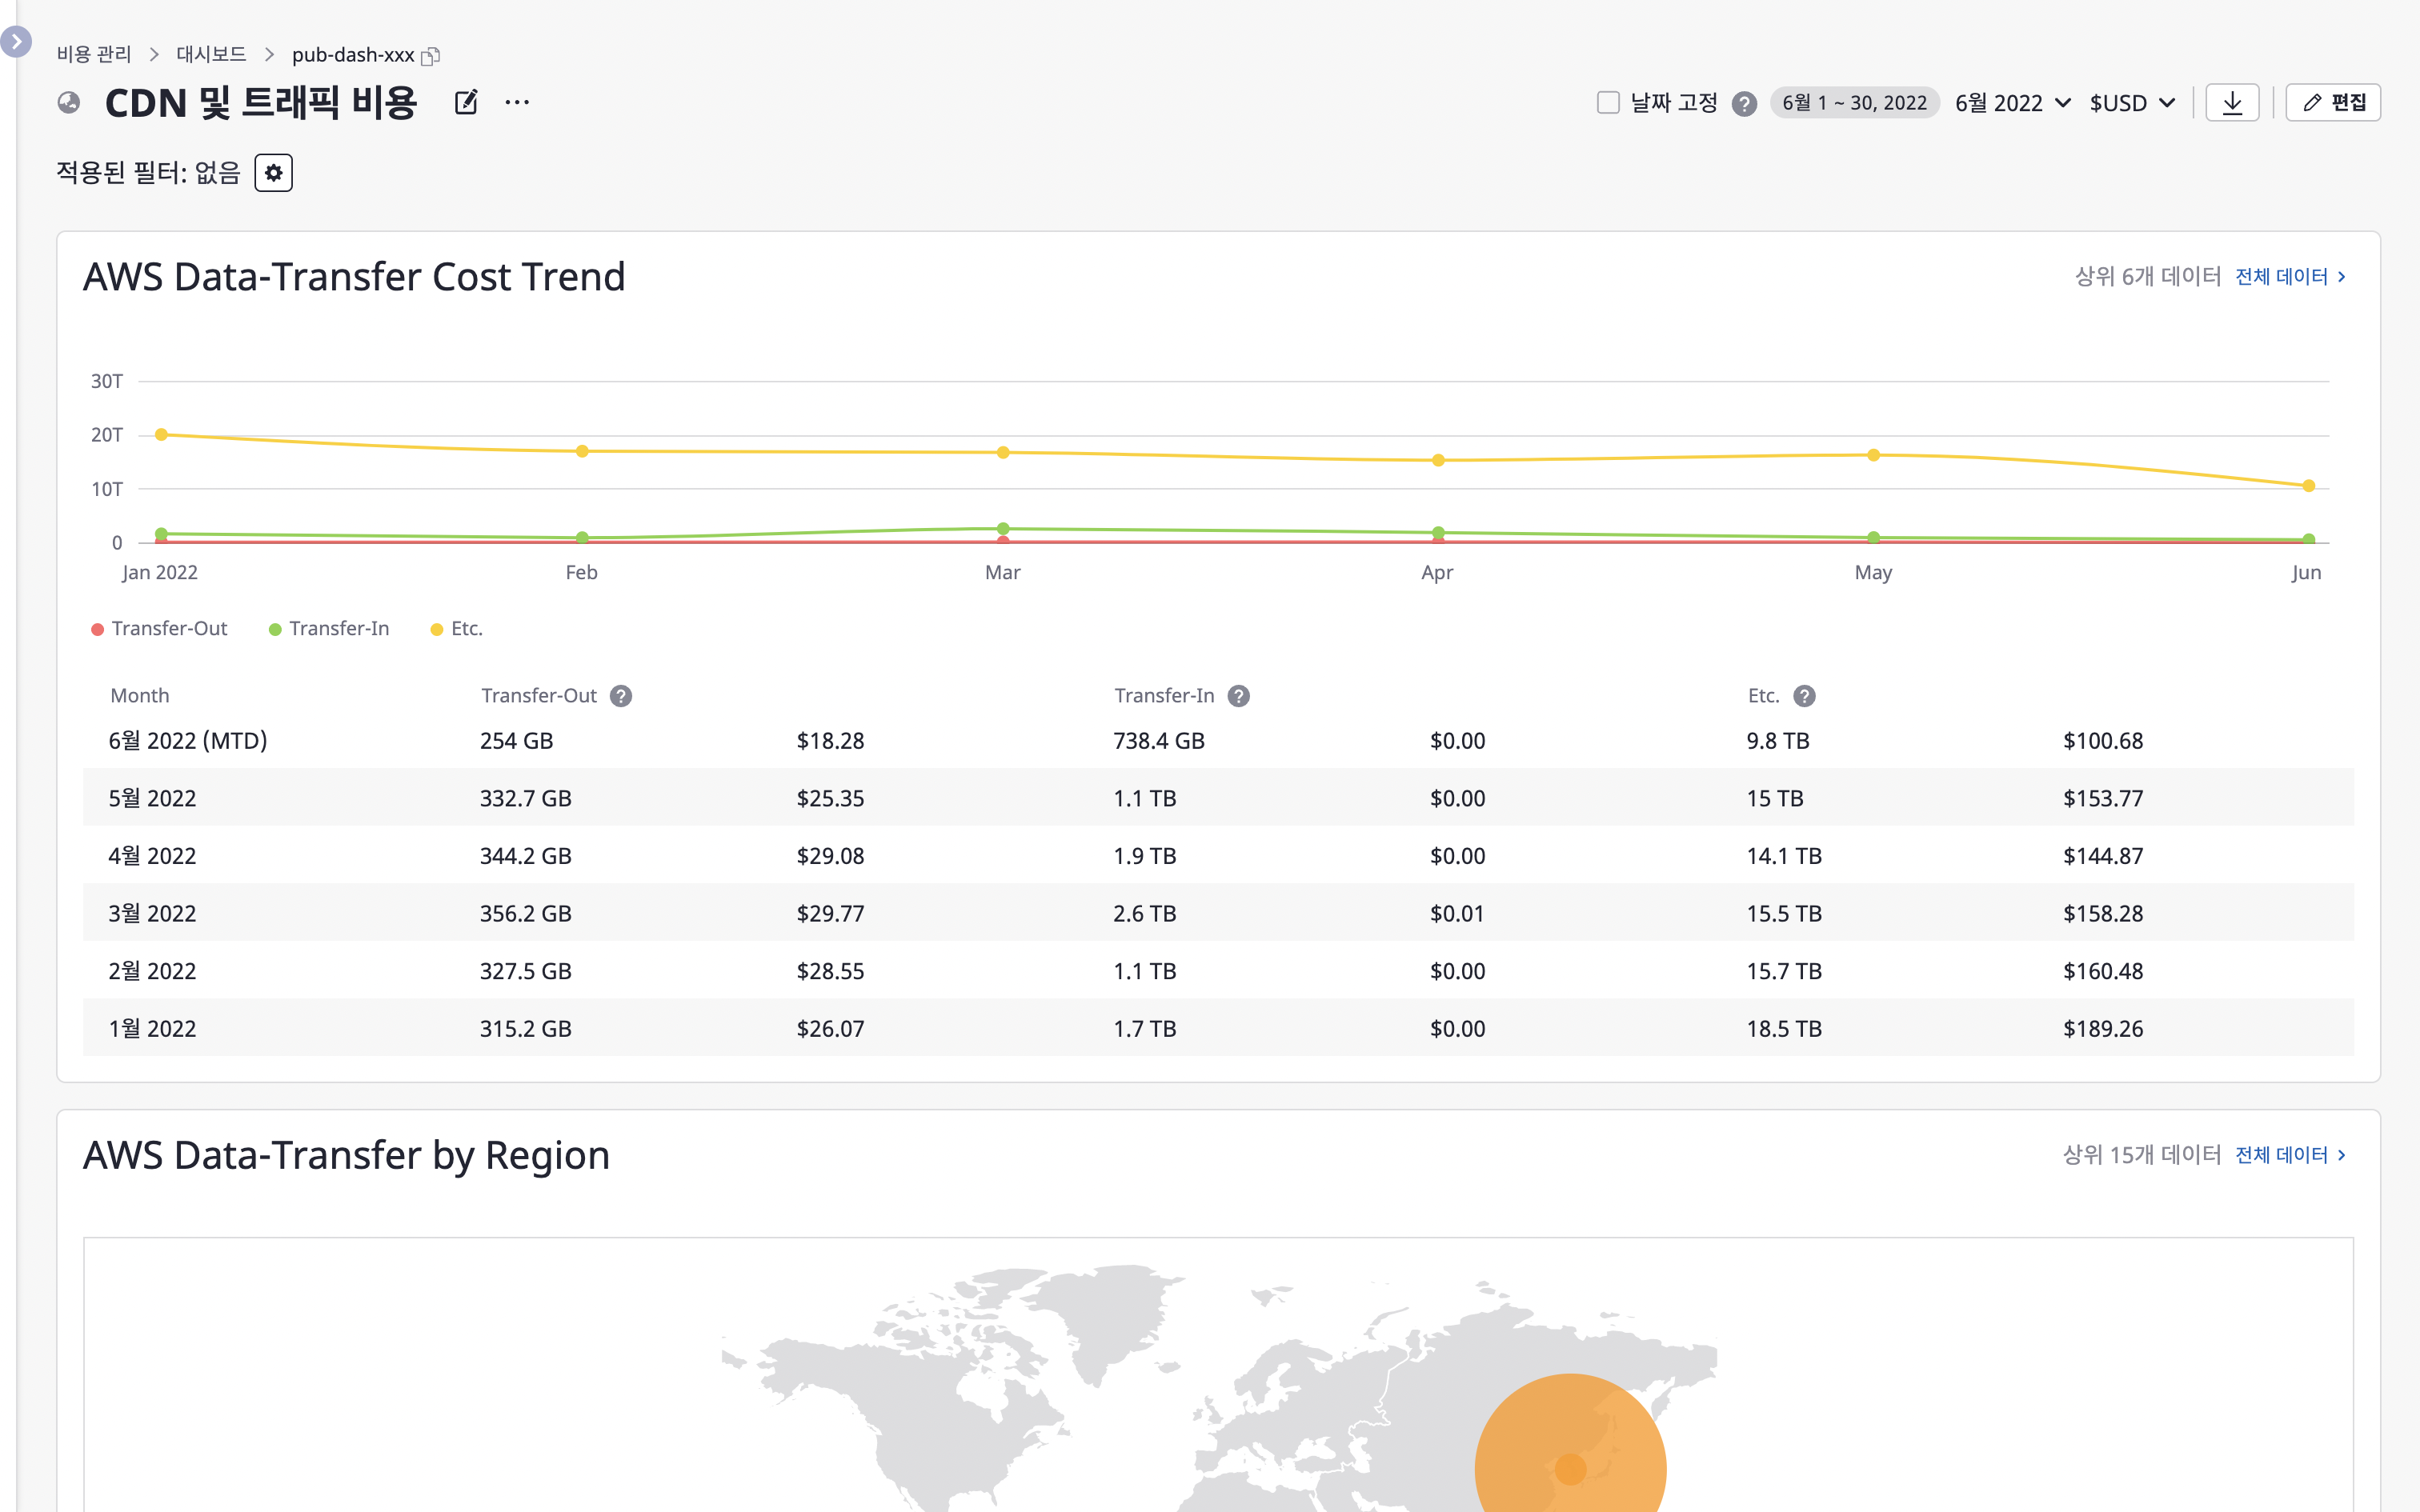 비용 관리 > 대시보드 > pub-dash-xxx
CDN 및 트래픽 비용 ...
날짜 고정 ? 6월 1 ~ 30, 2022 6월 2022 $USD 편집
적용된 필터: 없음
AWS Data-Transfer Cost Trend
상위 6개 데이터 전체 데이터 >
30T
20T
10T
0
Jan 2022 Feb Mar Apr May Jun
Transfer-Out Transfer-In Etc.
Month Transfer-Out ? Transfer-In ? Etc. ?
6월 2022 (MTD) 254 GB $18.28 738.4 GB $0.00 9.8 TB $100.68
5월 2022 332.7 GB $25.35 1.1 TB $0.00 15 TB $153.77
4월 2022 344.2 GB $29.08 1.9 TB $0.00 14.1 TB $144.87
3월 2022 356.2 GB $29.77 2.6 TB $0.01 15.5 TB $158.28
2월 2022 327.5 GB $28.55 1.1 TB $0.00 15.7 TB $160.48
1월 2022 315.2 GB $26.07 1.7 TB $0.00 18.5 TB $189.26
AWS Data-Transfer by Region
상위 15개 데이터 전체 데이터 >